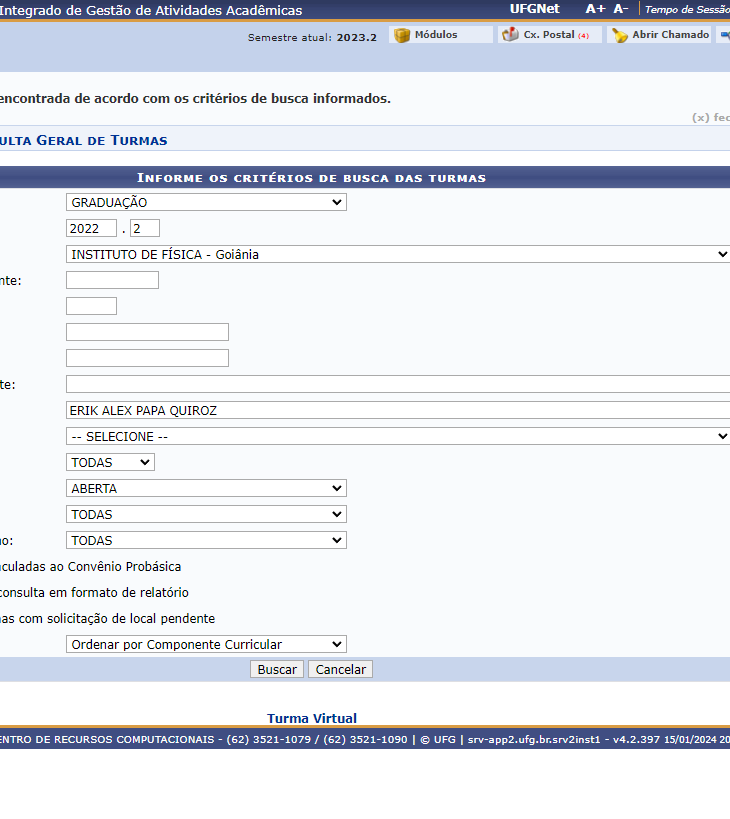 Integrado de Gestão de Atividades Acadêmicas UFGNet A+ A- Tempo de Sessão
Semestre atual: 2023.2 Módulos Cx. Postal (4) Abrir Chamado
encontrada de acordo com os critérios de busca informados.
(x) fec
ULTA GERAL DE TURMAS
INFORME OS CRITÉRIOS DE BUSCA DAS TURMAS
GRADUAÇÃO
2022 . 2
INSTITUTO DE FÍSICA - Goiânia
nte:
te:
ERIK ALEX PAPA QUIROZ
-- SELECIONE --
TODAS
ABERTA
TODAS
o: TODAS
culadas ao Convênio Probásica
consulta em formato de relatório
as com solicitação de local pendente
Ordenar por Componente Curricular
Buscar Cancelar
Turma Virtual
ENTRO DE RECURSOS COMPUTACIONAIS - (62) 3521-1079 / (62) 3521-1090 | © UFG | srv-app2.ufg.br.srv2inst1 - v4.2.397 15/01/2024 20